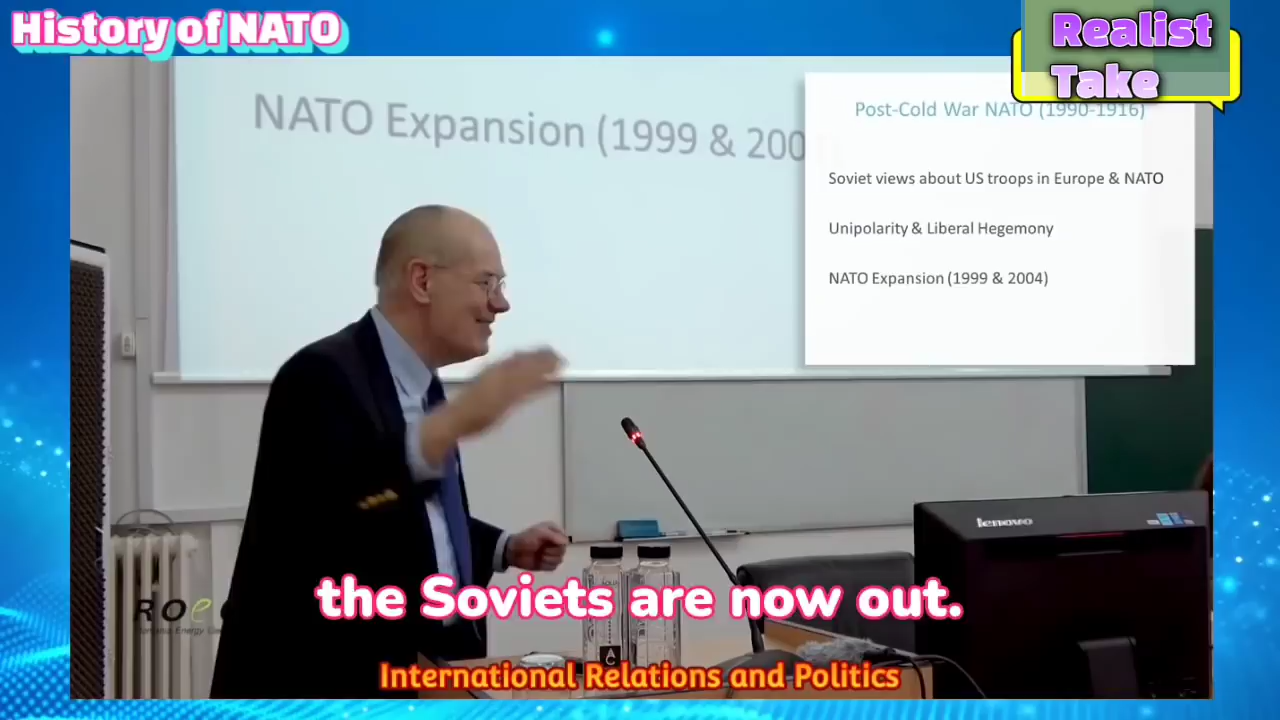 History of NATO
Realist
Take
NATO Expansion (1999 & 200
Post-Cold War NATO (1990-1916)
Soviet views about US troops in Europe & NATO
Unipolarity & Liberal Hegemony
NATO Expansion (1999 & 2004)
lenovo
the Soviets are now out.
ROe
International Relations and Politics